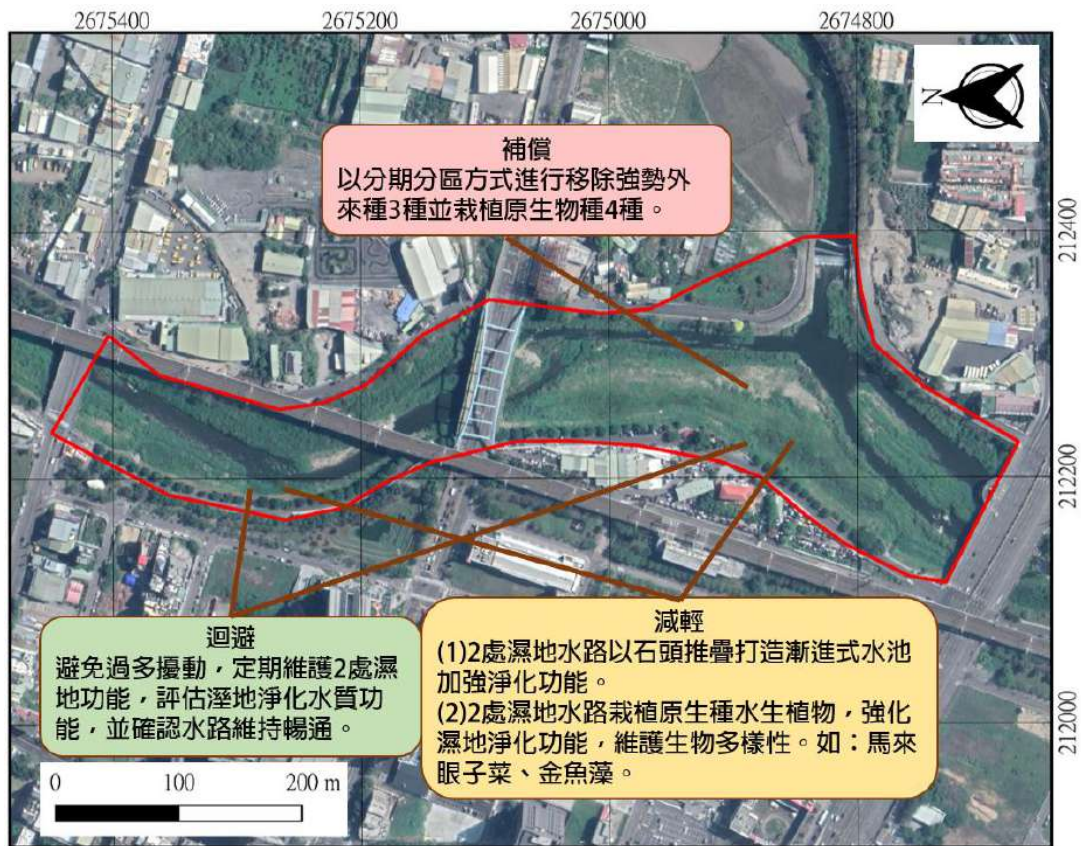 2675400
2675200
2675000
2674800
N
補償
以分期分區方式進行移除強勢外
來種3種並栽植原生物種4種。
212400
212200
212000
迴避
避免過多擾動,定期維護2處濕
地功能,評估溼地淨化水質功
能,並確認水路維持暢通。
減輕
(1)2處濕地水路以石頭推疊打造漸進式水池
加強淨化功能。
(2)2處濕地水路栽植原生種水生植物,強化
濕地淨化功能,維護生物多樣性。如:馬來
眼子菜、金魚藻。
0 100 200 m